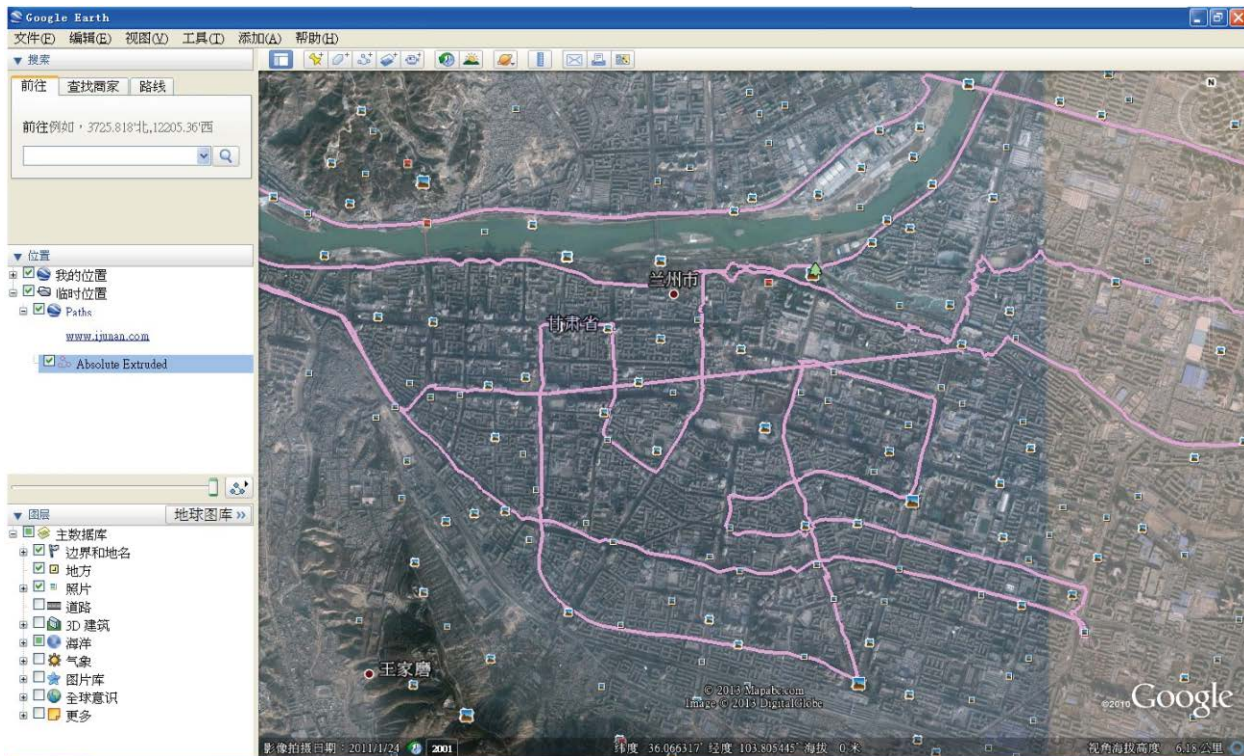 Google Earth
文件(F) 编辑(E) 视图(V) 工具(T) 添加(A) 帮助(H)
▼ 搜索
前往 查找商家 路线
前往例如，3725.818'北,12205.36'西
▼ 位置
我的位置
临时位置
Paths
www.ijunan.com
Absolute Extruded
▼ 图层
地球图库 »
主数据库
边界和地名
地方
照片
道路
3D 建筑
海洋
气象
图片库
全球意识
更多
N
兰州市
甘肃省
王家磨
© 2013 Mapabc.com
Image © 2013 DigitalGlobe
©2010 Google
影像拍摄日期：2011/1/24 2001 纬度 36.066317° 经度 103.805445° 海拔 0 米 视角海拔高度 6.18 公里